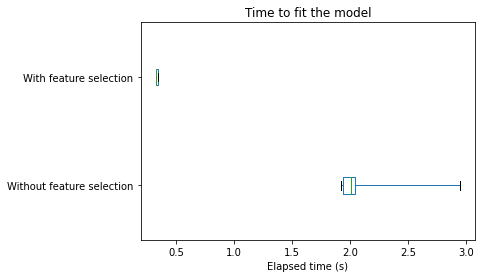 Time to fit the model
With feature selection
Without feature selection
0.5 1.0 1.5 2.0 2.5 3.0
Elapsed time (s)